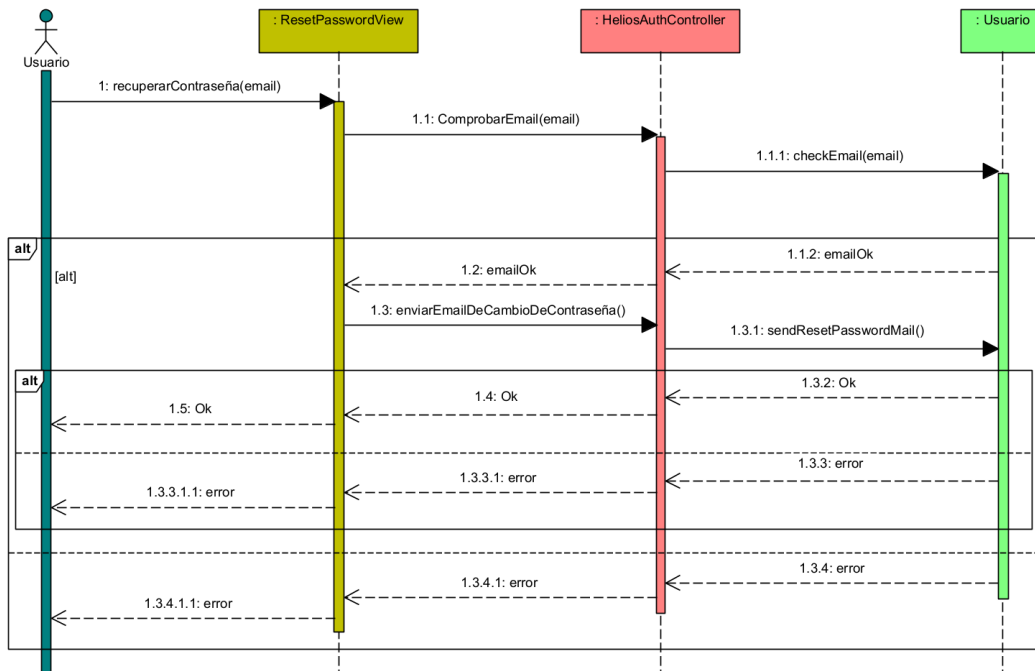 : ResetPasswordView
: HeliosAuthController
: Usuario
Usuario
1: recuperarContraseña(email)
1.1: ComprobarEmail(email)
1.1.1: checkEmail(email)
alt
[alt]
1.1.2: emailOk
1.2: emailOk
1.3: enviarEmailDeCambioDeContraseña()
1.3.1: sendResetPasswordMail()
alt
1.3.2: Ok
1.4: Ok
1.5: Ok
1.3.3: error
1.3.3.1: error
1.3.3.1.1: error
1.3.4: error
1.3.4.1: error
1.3.4.1.1: error